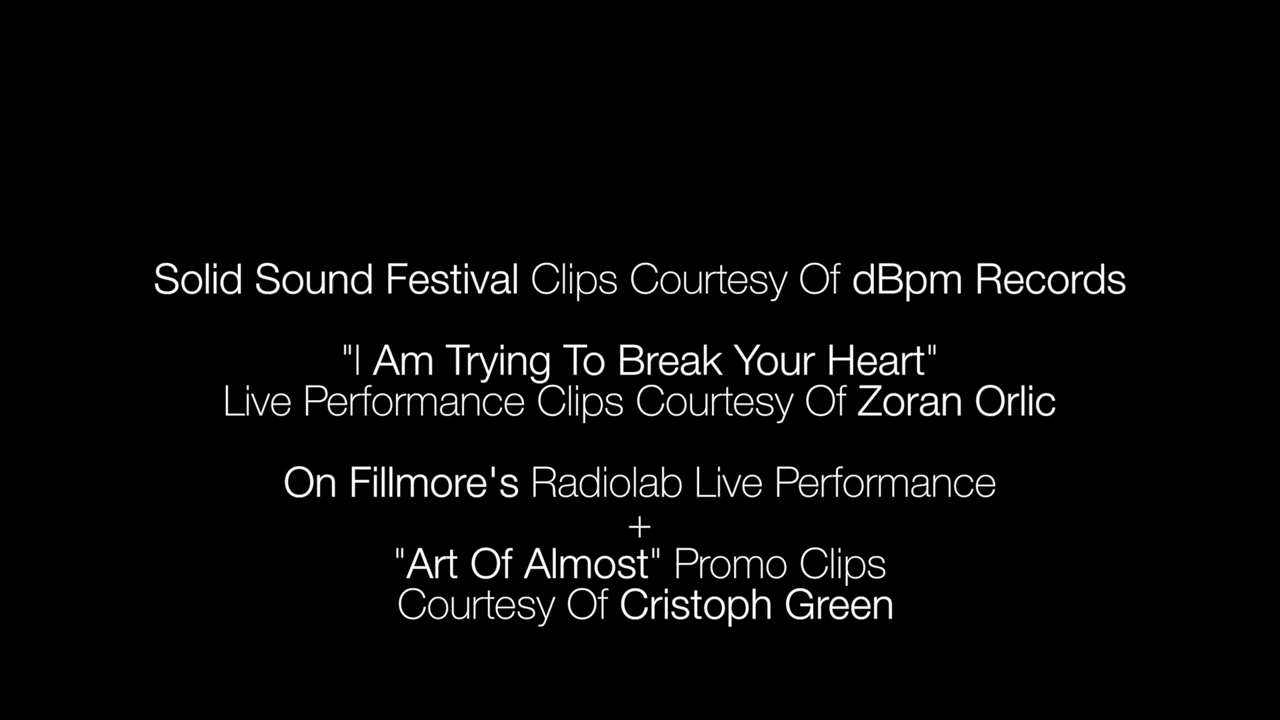 Solid Sound Festival Clips Courtesy Of dBpm Records
"I Am Trying To Break Your Heart"
Live Performance Clips Courtesy Of Zoran Orlic
On Fillmore's Radiolab Live Performance
+
"Art Of Almost" Promo Clips
Courtesy Of Cristoph Green